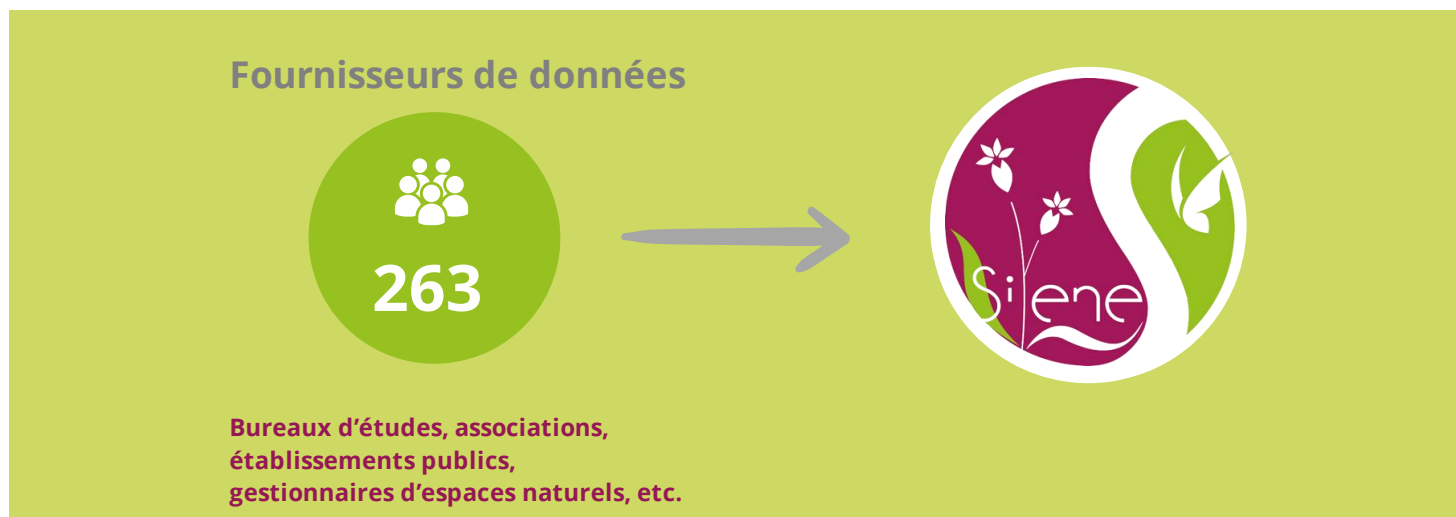 Fournisseurs de données
263
Silene
Bureaux d’études, associations,
établissements publics,
gestionnaires d’espaces naturels, etc.